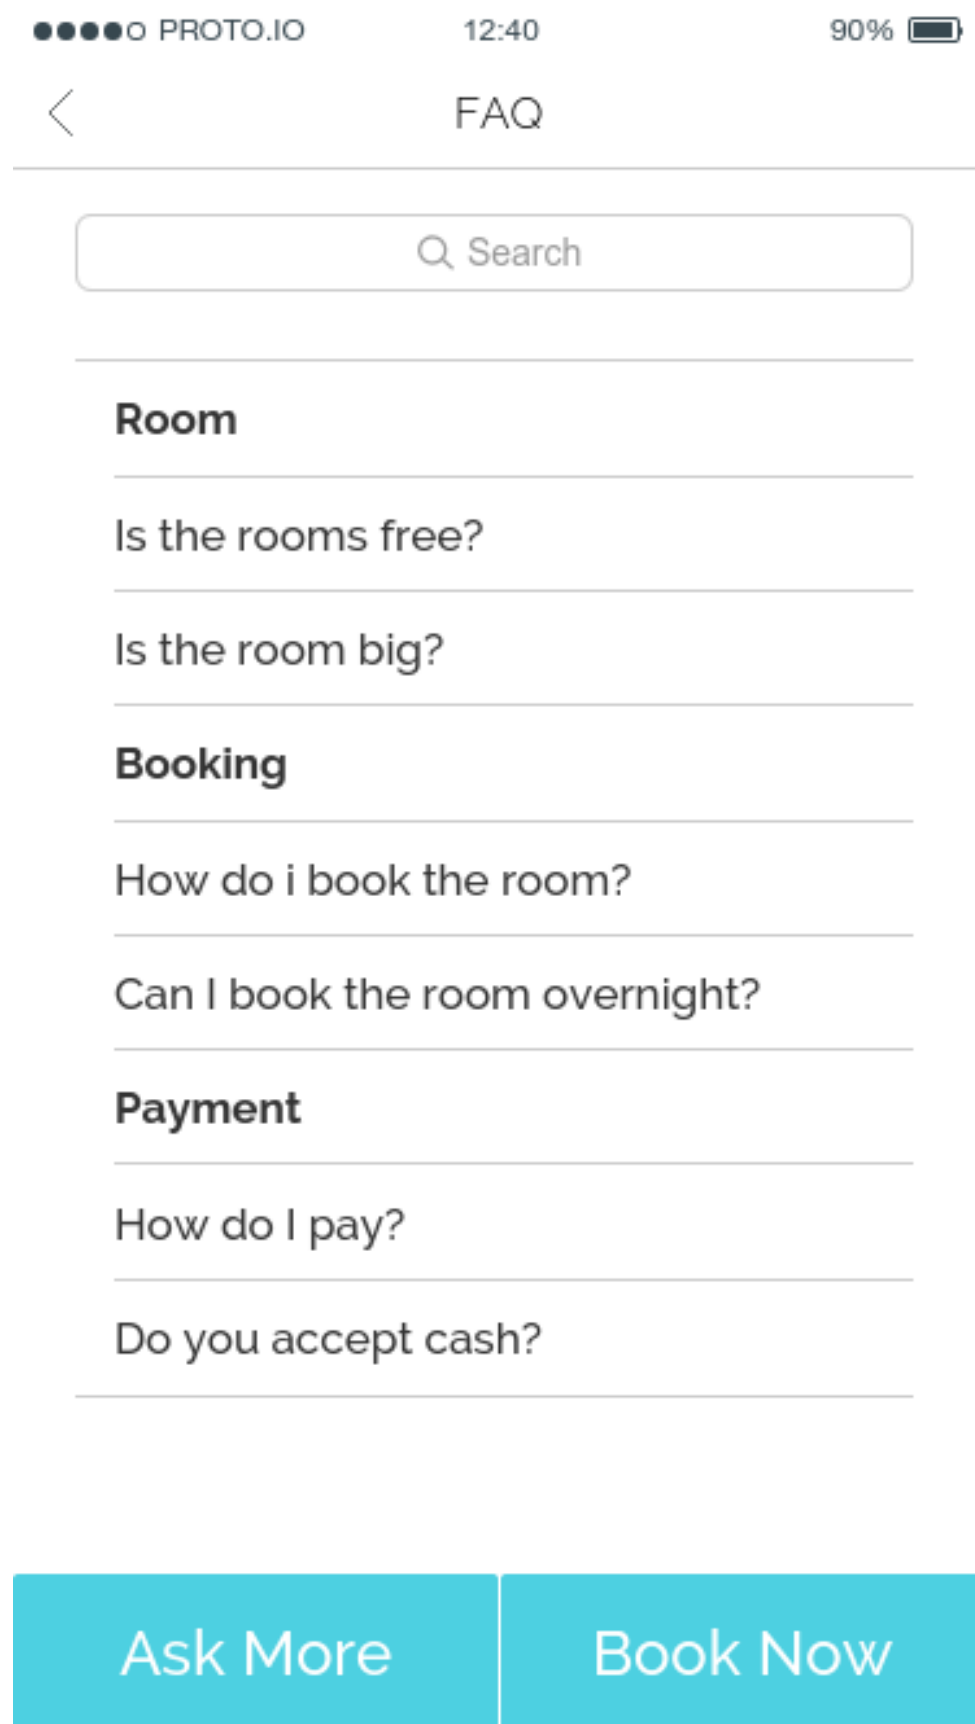 PROTO.IO 12:40 90%
FAQ
Search
Room
Is the rooms free?
Is the room big?
Booking
How do i book the room?
Can I book the room overnight?
Payment
How do I pay?
Do you accept cash?
Ask More Book Now